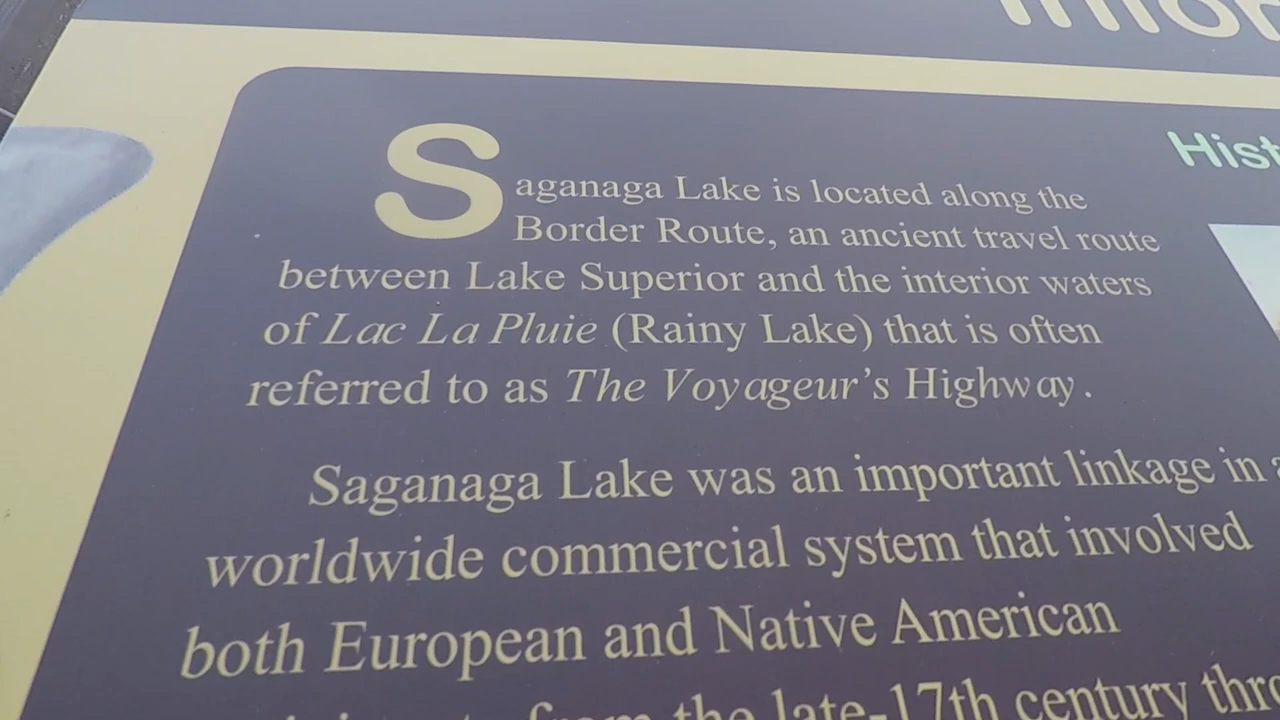 Saganaga Lake is located along the
Border Route, an ancient travel route
between Lake Superior and the interior waters
of Lac La Pluie (Rainy Lake) that is often
referred to as The Voyageur's Highway.
Saganaga Lake was an important linkage in
worldwide commercial system that involved
both European and Native American
from the late-17th century